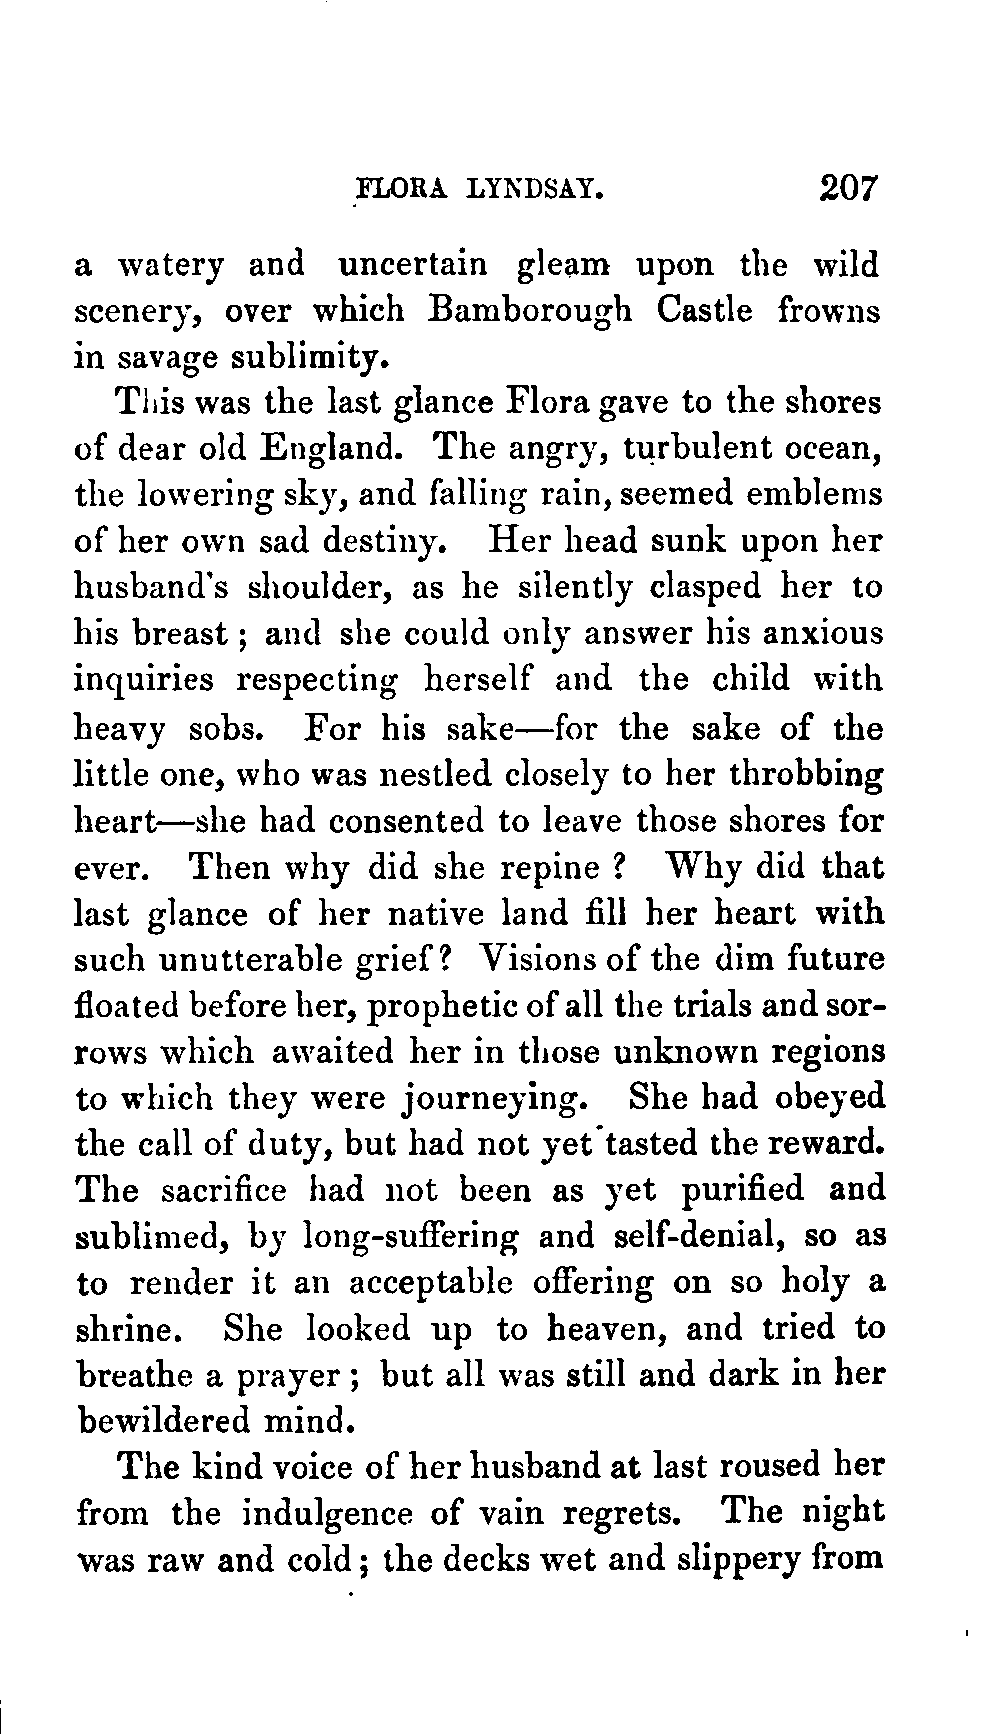 FLORA LYNDSAY. 207
a watery and uncertain gleam upon the wild
scenery, over which Bamborough Castle frowns
in savage sublimity.
This was the last glance Flora gave to the shores
of dear old England. The angry, turbulent ocean,
the lowering sky, and falling rain, seemed emblems
of her own sad destiny. Her head sunk upon her
husband's shoulder, as he silently clasped her to
his breast ; and she could only answer his anxious
inquiries respecting herself and the child with
heavy sobs. For his sake—for the sake of the
little one, who was nestled closely to her throbbing
heart—she had consented to leave those shores for
ever. Then why did she repine ? Why did that
last glance of her native land fill her heart with
such unutterable grief? Visions of the dim future
floated before her, prophetic of all the trials and sor-
rows which awaited her in those unknown regions
to which they were journeying. She had obeyed
the call of duty, but had not yet tasted the reward.
The sacrifice had not been as yet purified and
sublimed, by long-suffering and self-denial, so as
to render it an acceptable offering on so holy a
shrine. She looked up to heaven, and tried to
breathe a prayer ; but all was still and dark in her
bewildered mind.
The kind voice of her husband at last roused her
from the indulgence of vain regrets. The night
was raw and cold ; the decks wet and slippery from